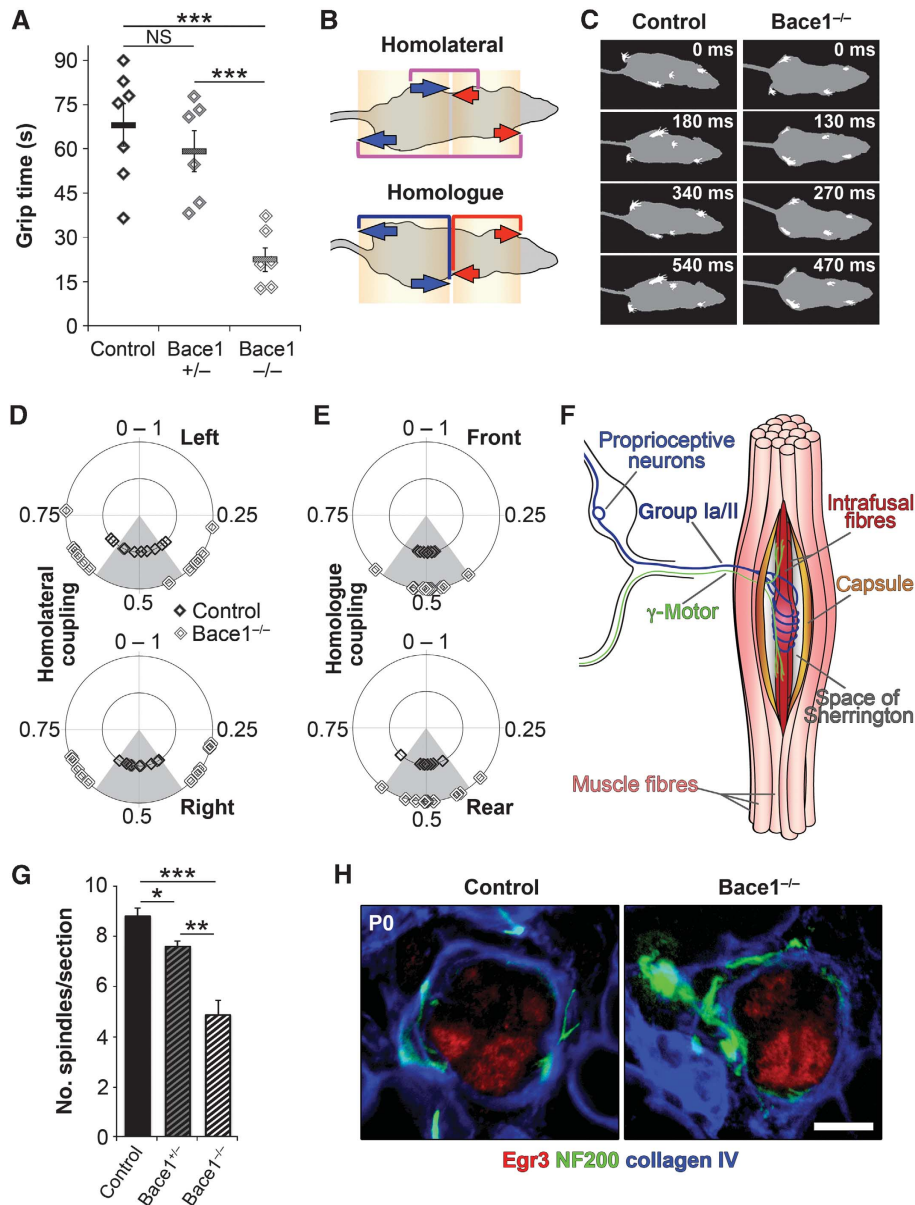 A
***
NS
***
90
75
60
45
30
15
0
Grip time (s)
Control
Bace1
+/–
Bace1
–/–
B
Homolateral
Homologue
C
Control
Bace1–/–
0 ms
0 ms
180 ms
130 ms
340 ms
270 ms
540 ms
470 ms
D
0 – 1
Left
0.75
0.25
0.5
Homolateral
coupling
Control
Bace1–/–
0 – 1
0.75
0.25
0.5
Right
E
0 – 1
Front
0.75
0.25
0.5
Homologue
coupling
0 – 1
0.75
0.25
0.5
Rear
F
Proprioceptive
neurons
Group Ia/II
Intrafusal
fibres
Capsule
γ-Motor
Space of
Sherrington
Muscle fibres
G
***
*
**
10
8
6
4
2
0
No. spindles/section
Control
Bace1+/–
Bace1–/–
H
Control
Bace1–/–
P0
Egr3 NF200 collagen IV